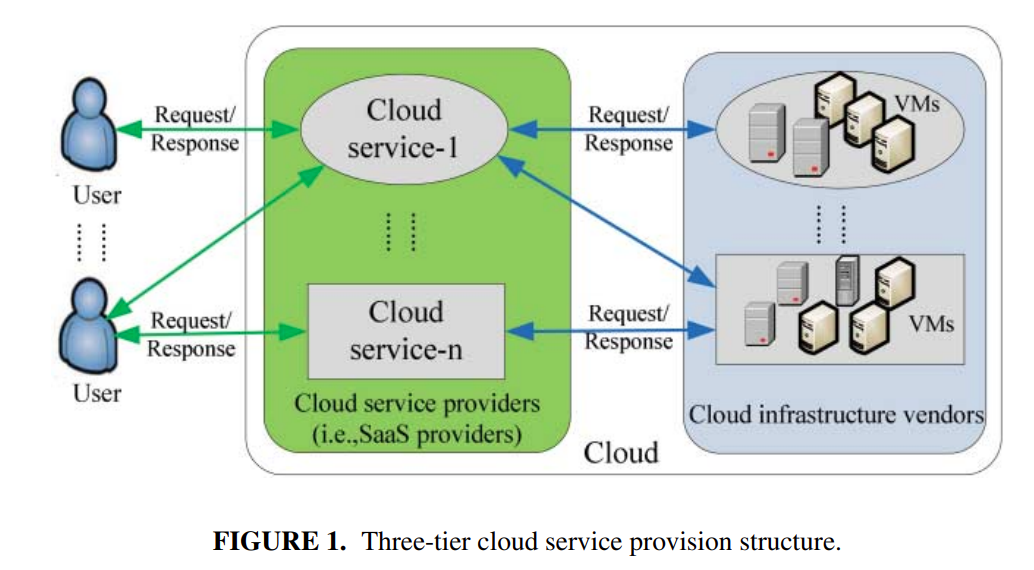 Request/
Response
User
Cloud
service-1
Request/
Response
VMs
Request/
Response
User
Cloud
service-n
Request/
Response
VMs
Cloud service providers
(i.e.,SaaS providers)
Cloud infrastructure vendors
Cloud
FIGURE 1. Three-tier cloud service provision structure.